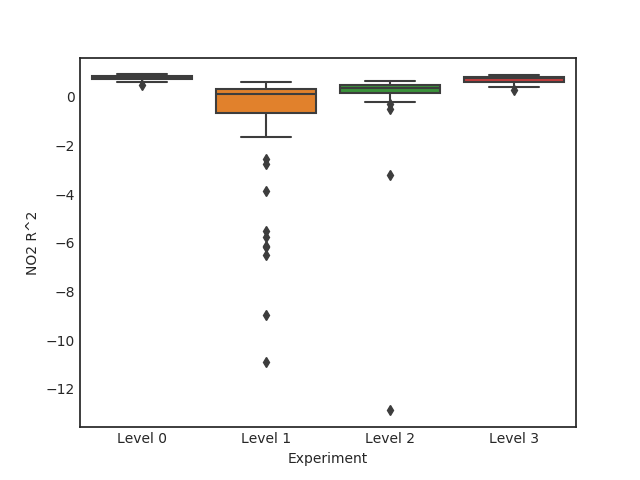 0
−2
−4
−6
−8
−10
−12
NO2 R^2
Level 0
Level 1
Level 2
Level 3
Experiment